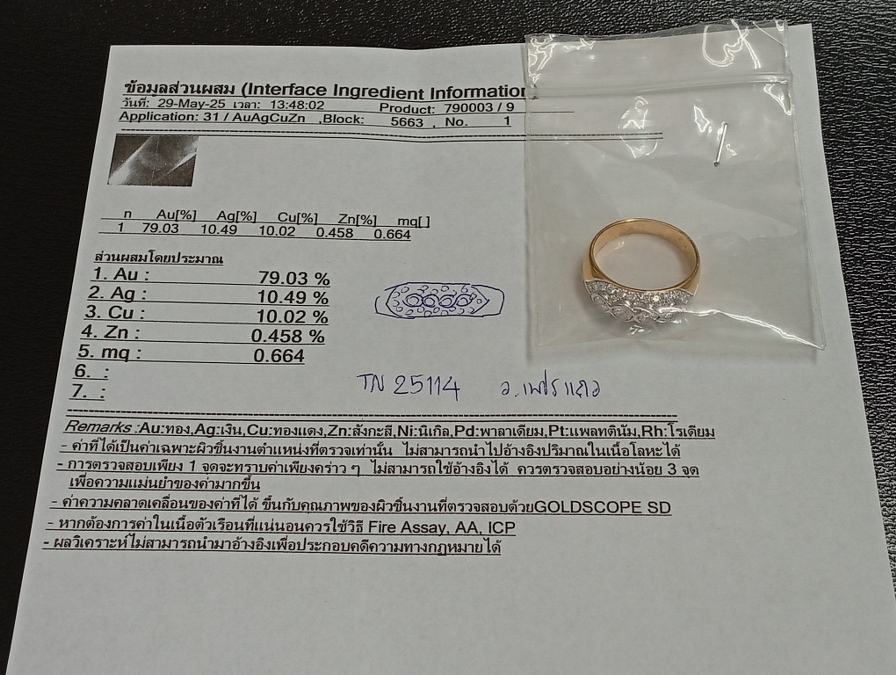 ข้อมูลส่วนผสม (Interface Ingredient Information
วันที่: 29-May-25 เวลา: 13:48:02 Product: 790003 / 9
Application: 31 / AuAgCuZn ,Block: 5663 , No. 1
n Au[%] Ag[%] Cu[%] Zn[%] mq[ ]
1 79.03 10.49 10.02 0.458 0.664
ส่วนผสมโดยประมาณ
1. Au : 79.03 %
2. Ag : 10.49 %
3. Cu : 10.02 %
4. Zn : 0.458 %
5. mq : 0.664
6. :
7. :
TN 25114
Remarks :Au:ทอง,Ag:เงิน,Cu:ทองแดง,Zn:สังกะสี,Ni:นิเกิล,Pd:พาลาเดียม,Pt:แพลทตินั่ม,Rh:โรเดียม
- ค่าที่ได้เป็นค่าเฉพาะผิวชิ้นงานตำแหน่งที่ตรวจเท่านั้น ไม่สามารถนำไปอ้างอิงปริมาณในเนื้อโลหะได้
- การตรวจสอบเพียง 1 จุดจะทราบค่าเพียงคร่าว ๆ ไม่สามารถใช้อ้างอิงได้ ควรตรวจสอบอย่างน้อย 3 จุด
เพื่อความแม่นยำของค่ามากขึ้น
- ค่าความคลาดเคลื่อนของค่าที่ได้ ขึ้นกับคุณภาพของผิวชิ้นงานที่ตรวจสอบด้วยGOLDSCOPE SD
- หากต้องการค่าในเนื้อตัวเรือนที่แน่นอนควรใช้วิธี Fire Assay, AA, ICP
- ผลวิเคราะห์ไม่สามารถนำมาอ้างอิงเพื่อประกอบคดีความทางกฎหมายได้